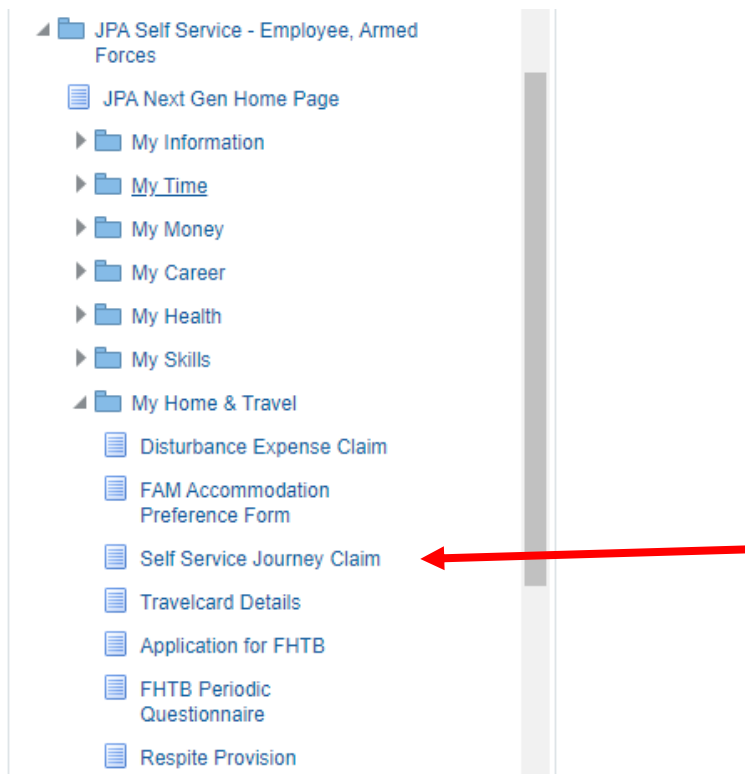 JPA Self Service - Employee, Armed
Forces
JPA Next Gen Home Page
My Information
My Time
My Money
My Career
My Health
My Skills
My Home & Travel
Disturbance Expense Claim
FAM Accommodation
Preference Form
Self Service Journey Claim
Travelcard Details
Application for FHTB
FHTB Periodic
Questionnaire
Respite Provision